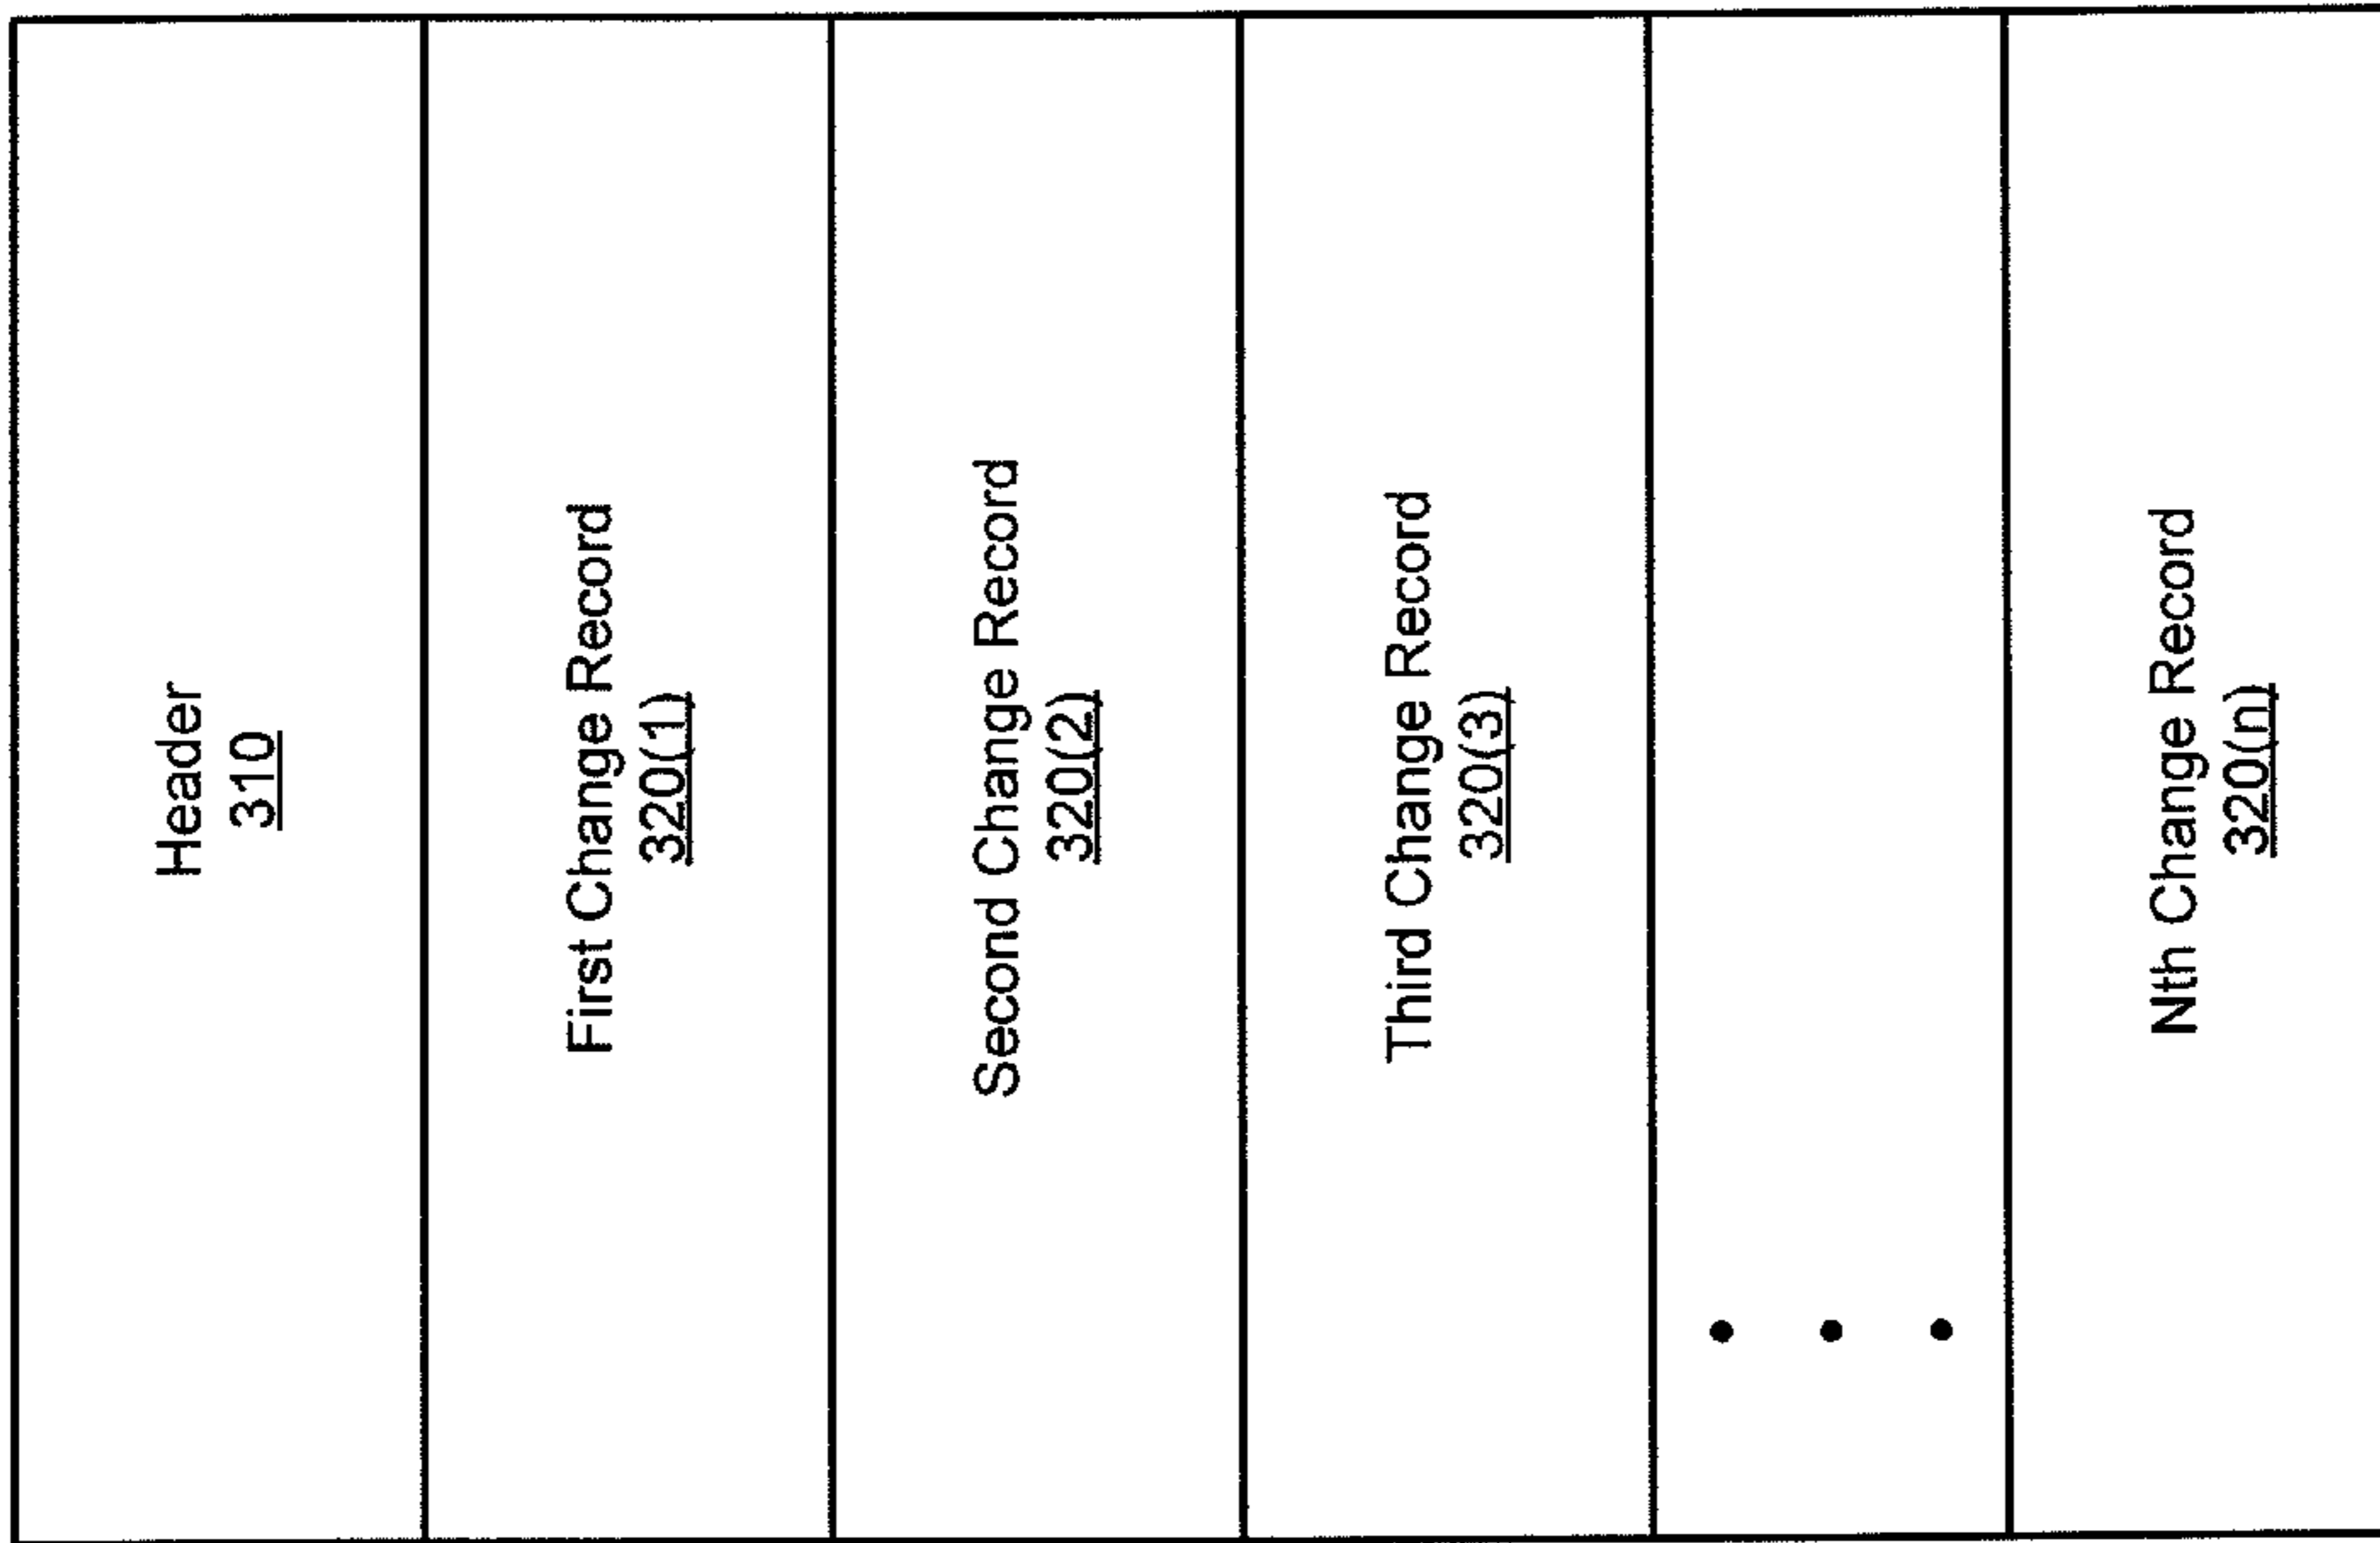 Header
310
First Change Record
320(1)
Second Change Record
320(2)
Third Change Record
320(3)
Nth Change Record
320(n)